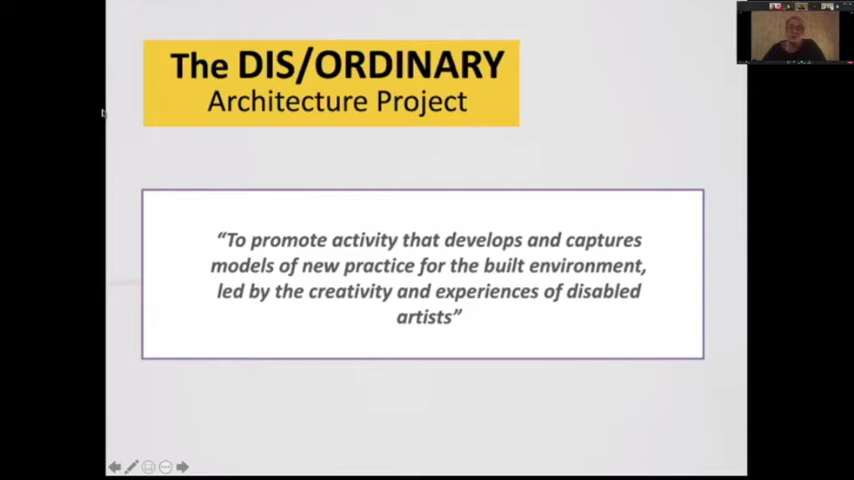 The DIS/ORDINARY
Architecture Project
“To promote activity that develops and captures
models of new practice for the built environment,
led by the creativity and experiences of disabled
artists”